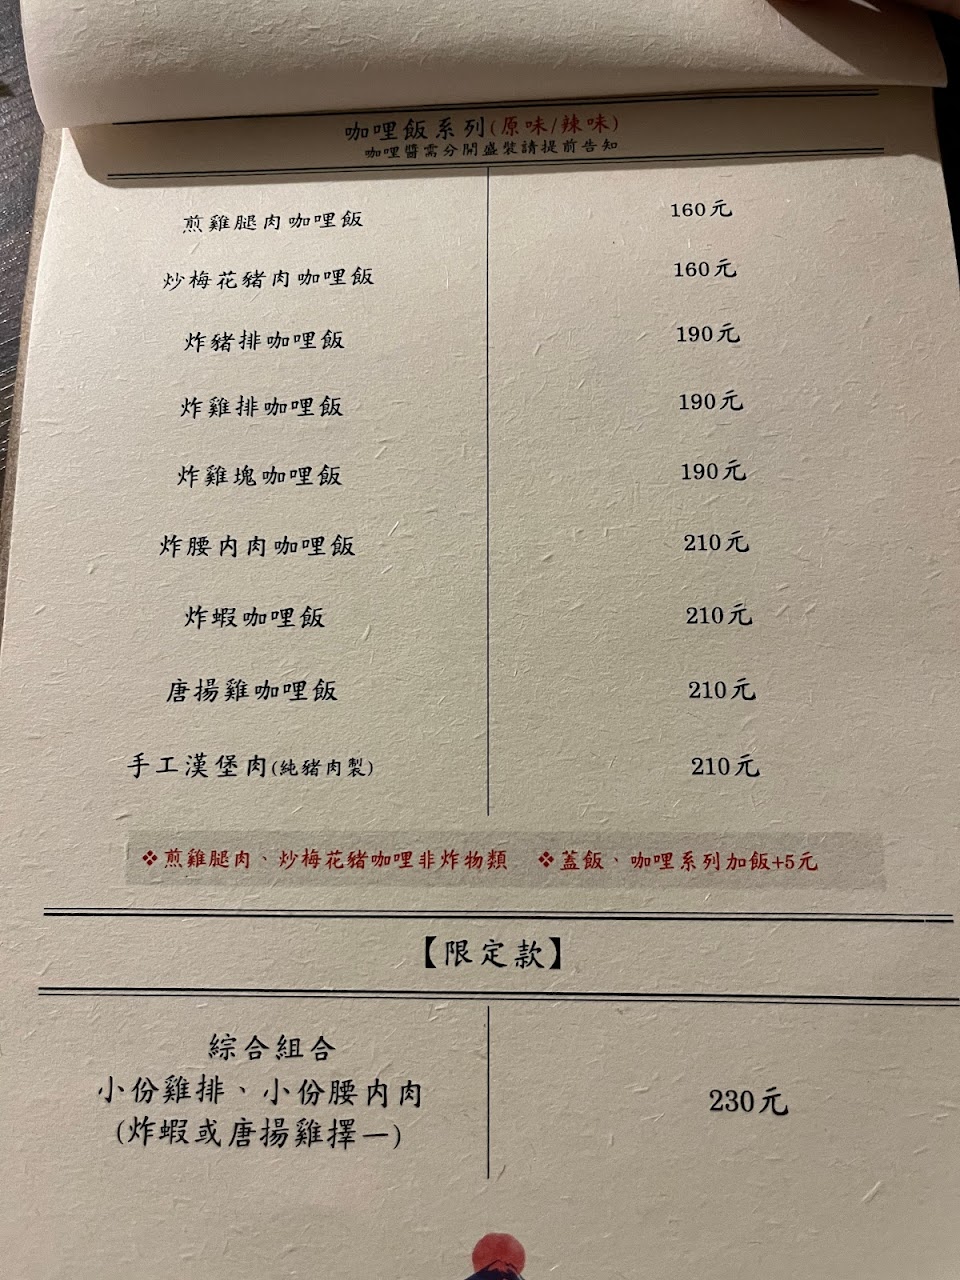 咖哩飯系列(原味/辣味)
咖哩醬需分開盛裝請提前告知
煎雞腿肉咖哩飯 160元
炒梅花豬肉咖哩飯 160元
炸豬排咖哩飯 190元
炸雞排咖哩飯 190元
炸雞塊咖哩飯 190元
炸腰內肉咖哩飯 210元
炸蝦咖哩飯 210元
唐揚雞咖哩飯 210元
手工漢堡肉(純豬肉製) 210元
❖煎雞腿肉、炒梅花豬咖哩非炸物類 ❖蓋飯、咖哩系列加飯+5元
【限定款】
綜合組合
小份雞排、小份腰內肉 230元
(炸蝦或唐揚雞擇一)